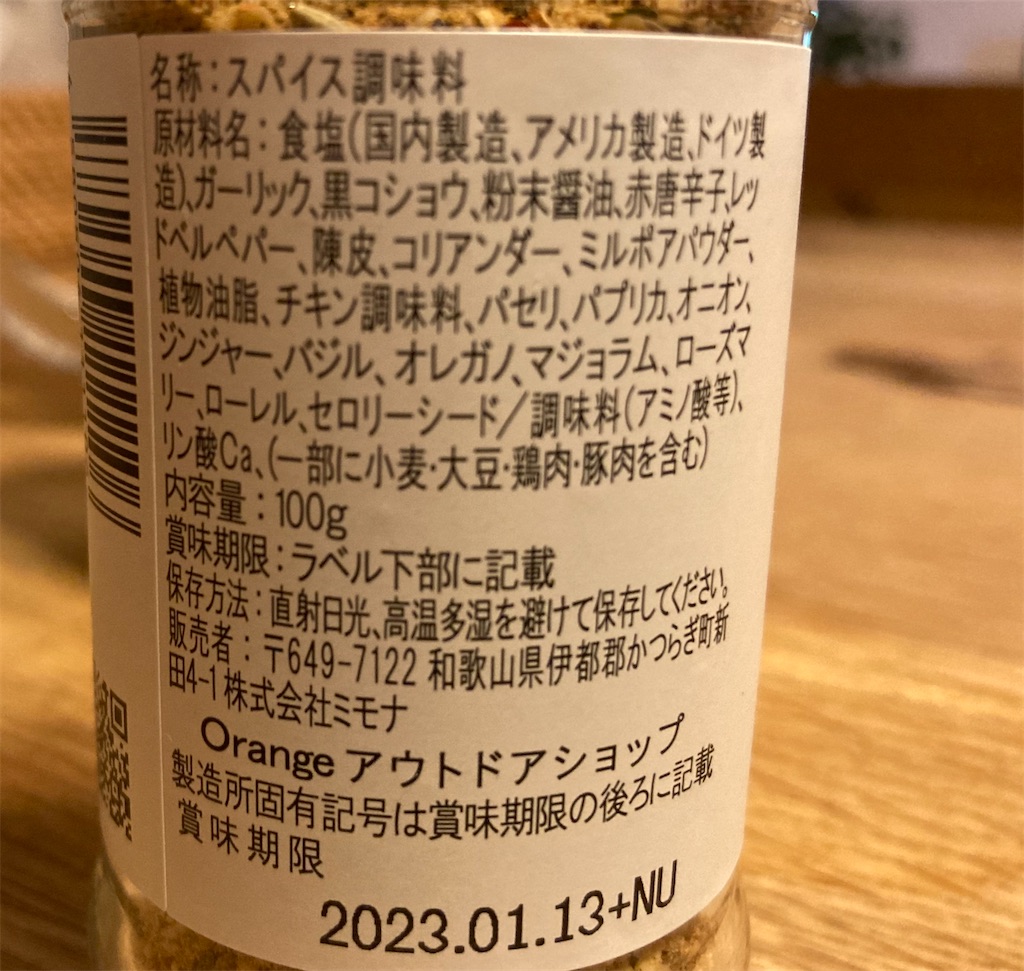 名称：スパイス調味料
原材料名：食塩(国内製造、アメリカ製造、ドイツ製
造)、ガーリック、黒コショウ、粉末醤油、赤唐辛子、レッ
ドベルペパー、陳皮、コリアンダー、ミルポアパウダー、
植物油脂、チキン調味料、パセリ、パプリカ、オニオン、
ジンジャー、バジル、オレガノ、マジョラム、ローズマ
リー、ローレル、セロリーシード／調味料(アミノ酸等)、
リン酸Ca、(一部に小麦・大豆・鶏肉・豚肉を含む)
内容量：100g
賞味期限：ラベル下部に記載
保存方法：直射日光、高温多湿を避けて保存してください。
販売者：〒649-7122 和歌山県伊都郡かつらぎ町新
田4-1 株式会社ミモナ
Orange アウトドアショップ
製造所固有記号は賞味期限の後ろに記載
賞味期限
2023.01.13+NU